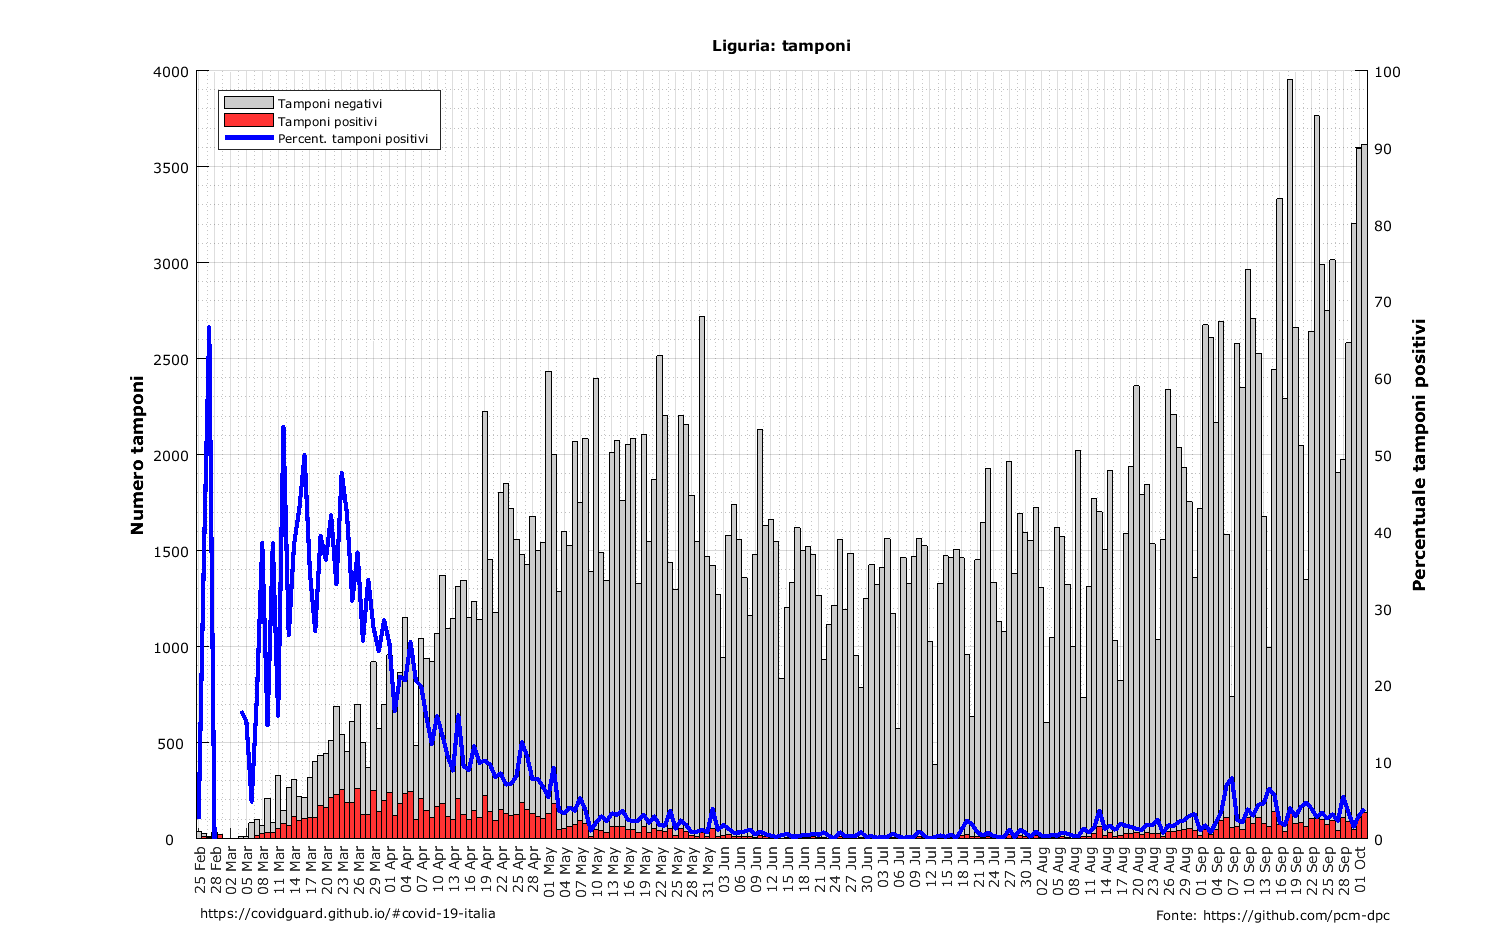 Liguria: tamponi
Numero tamponi
4000
3500
3000
2500
2000
1500
1000
500
0
Tamponi negativi
Tamponi positivi
Percent. tamponi positivi
100
90
80
70
60
50
40
30
20
10
0
Percentuale tamponi positivi
25 Feb
28 Feb
02 Mar
05 Mar
08 Mar
11 Mar
14 Mar
17 Mar
20 Mar
23 Mar
26 Mar
29 Mar
01 Apr
04 Apr
07 Apr
10 Apr
13 Apr
16 Apr
19 Apr
22 Apr
25 Apr
28 Apr
01 May
04 May
07 May
10 May
13 May
16 May
19 May
22 May
25 May
28 May
31 May
03 Jun
06 Jun
09 Jun
12 Jun
15 Jun
18 Jun
21 Jun
24 Jun
27 Jun
30 Jun
03 Jul
06 Jul
09 Jul
12 Jul
15 Jul
18 Jul
21 Jul
24 Jul
27 Jul
30 Jul
02 Aug
05 Aug
08 Aug
11 Aug
14 Aug
17 Aug
20 Aug
23 Aug
26 Aug
29 Aug
01 Sep
04 Sep
07 Sep
10 Sep
13 Sep
16 Sep
19 Sep
22 Sep
25 Sep
28 Sep
01 Oct
https://covidguard.github.io/#covid-19-italia
Fonte: https://github.com/pcm-dpc